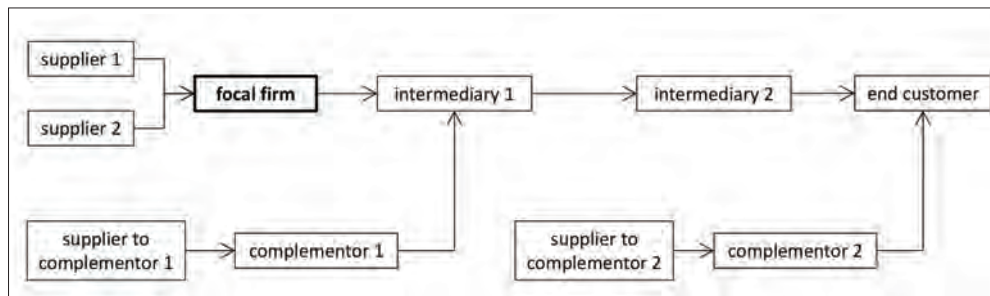 supplier 1
supplier 2
focal firm
intermediary 1
intermediary 2
end customer
supplier to
complementor 1
complementor 1
supplier to
complementor 2
complementor 2